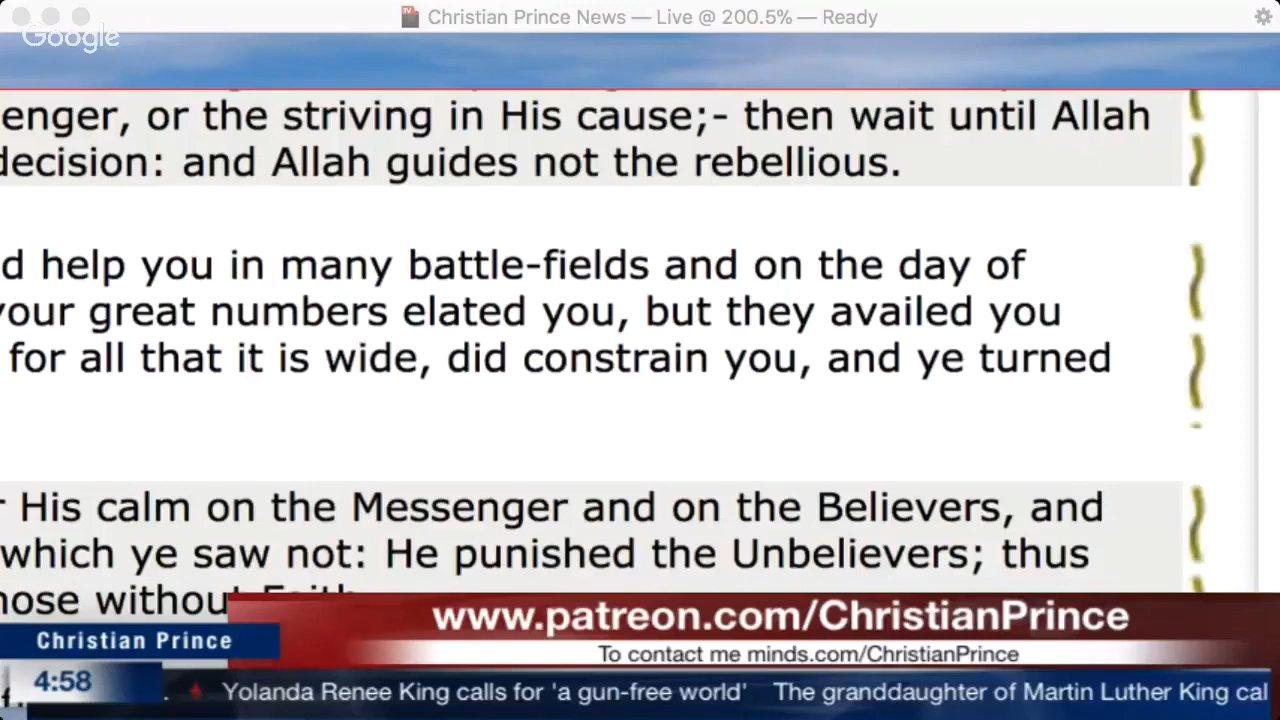 Christian Prince News — Live @ 200.5% — Ready
Google
enger, or the striving in His cause;- then wait until Allah
decision: and Allah guides not the rebellious.
d help you in many battle-fields and on the day of
your great numbers elated you, but they availed you
for all that it is wide, did constrain you, and ye turned
r His calm on the Messenger and on the Believers, and
which ye saw not: He punished the Unbelievers; thus
hose without Faith
www.patreon.com/ChristianPrince
Christian Prince
To contact me minds.com/ChristianPrince
4:58
Yolanda Renee King calls for 'a gun-free world' The granddaughter of Martin Luther King cal